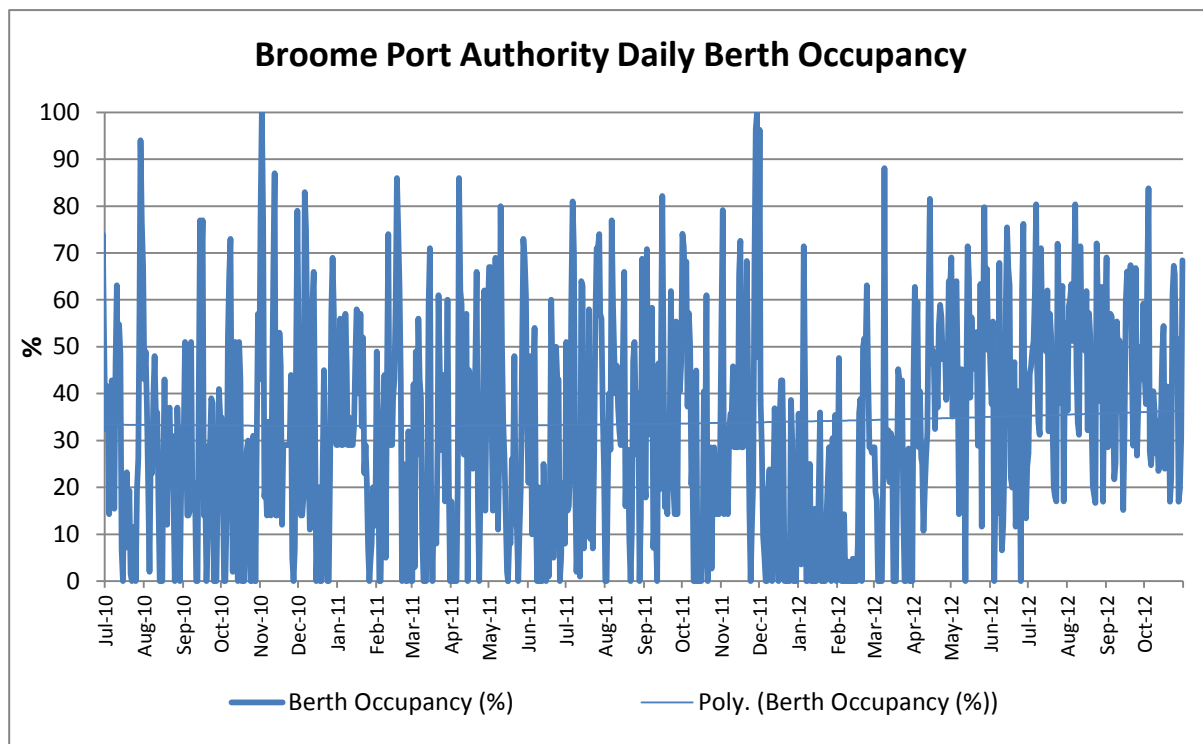 Broome Port Authority Daily Berth Occupancy
%
100
90
80
70
60
50
40
30
20
10
0
Jul-10
Aug-10
Sep-10
Oct-10
Nov-10
Dec-10
Jan-11
Feb-11
Mar-11
Apr-11
May-11
Jun-11
Jul-11
Aug-11
Sep-11
Oct-11
Nov-11
Dec-11
Jan-12
Feb-12
Mar-12
Apr-12
May-12
Jun-12
Jul-12
Aug-12
Sep-12
Oct-12
Berth Occupancy (%) Poly. (Berth Occupancy (%))